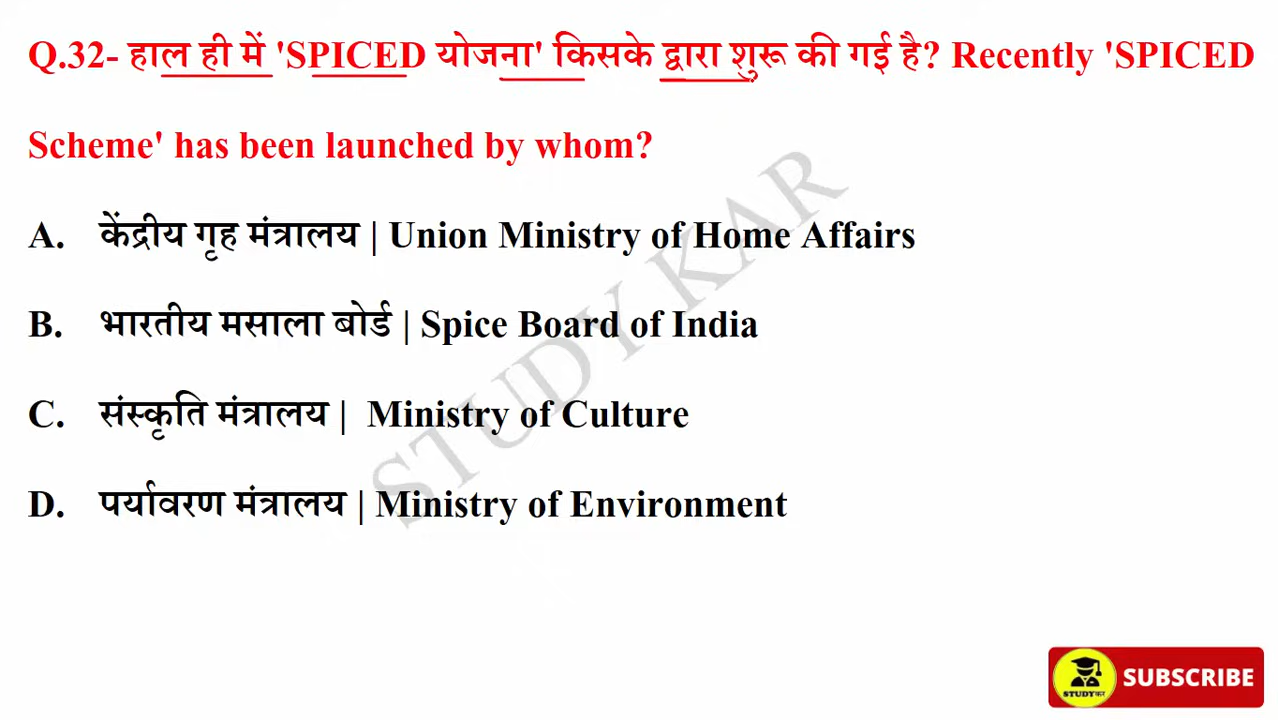 Q.32- हाल ही में 'SPICED योजना' किसके द्वारा शुरू की गई है? Recently 'SPICED
Scheme' has been launched by whom?
A. केंद्रीय गृह मंत्रालय | Union Ministry of Home Affairs
B. भारतीय मसाला बोर्ड | Spice Board of India
C. संस्कृति मंत्रालय | Ministry of Culture
D. पर्यावरण मंत्रालय | Ministry of Environment
STUDY KAR
STUDYकर
SUBSCRIBE